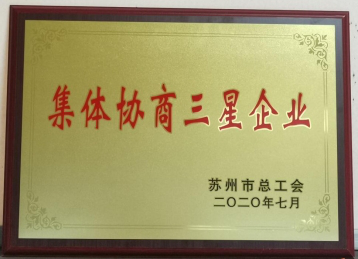 集体协商三星企业
苏州市总工会
二〇二〇年七月